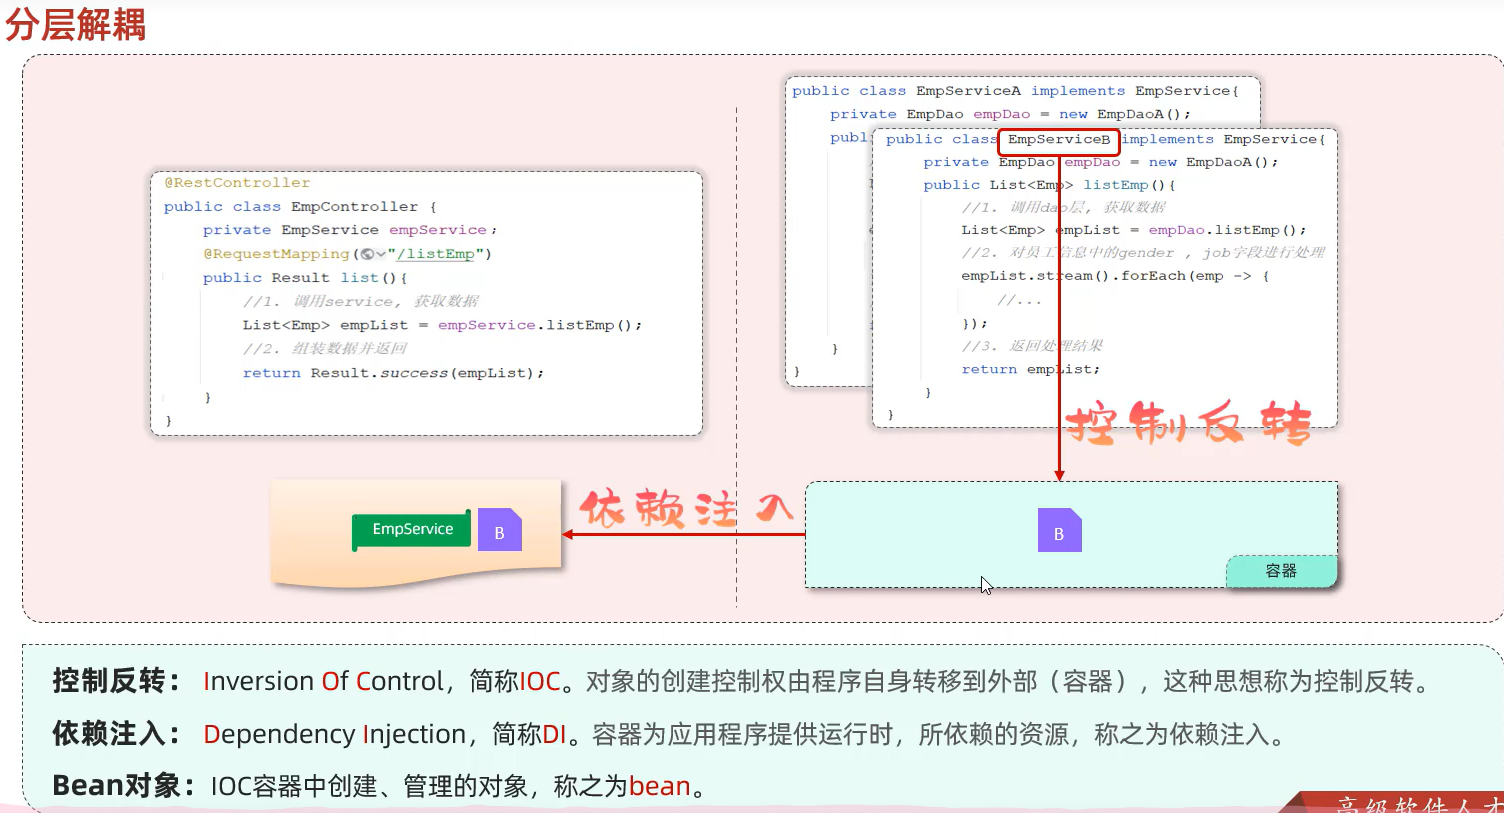 分层解耦
@RestController
public class EmpController {
private EmpService empService;
@RequestMapping("/listEmp")
public Result list(){
//1. 调用service, 获取数据
List<Emp> empList = empService.listEmp();
//2. 组装数据并返回
return Result.success(empList);
}
}
public class EmpServiceA implements EmpService{
private EmpDao empDao = new EmpDaoA();
publ
}
}
public class EmpServiceB implements EmpService{
private EmpDao empDao = new EmpDaoA();
public List<Emp> listEmp(){
//1. 调用dao层, 获取数据
List<Emp> empList = empDao.listEmp();
//2. 对员工信息中的gender , job字段进行处理
empList.stream().forEach(emp -> {
//...
});
//3. 返回处理结果
return empList;
}
}
控制反转
依赖注入
EmpService
B
B
容器
控制反转： Inversion Of Control，简称IOC。对象的创建控制权由程序自身转移到外部（容器），这种思想称为控制反转。
依赖注入： Dependency Injection，简称DI。容器为应用程序提供运行时，所依赖的资源，称之为依赖注入。
Bean对象：IOC容器中创建、管理的对象，称之为bean。
高级软件人才